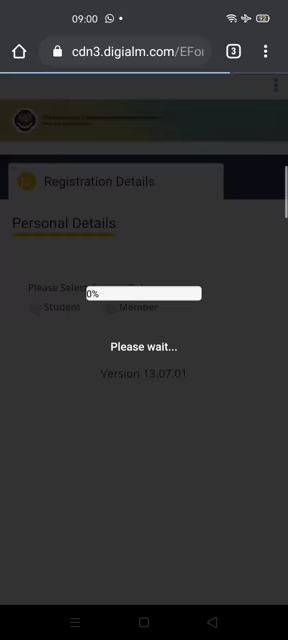 09:00
92
cdn3.digialm.com/EFor
3
Registration Details
Personal Details
Please Select
0%
Student
Member
Please wait...
Version 13.07.01